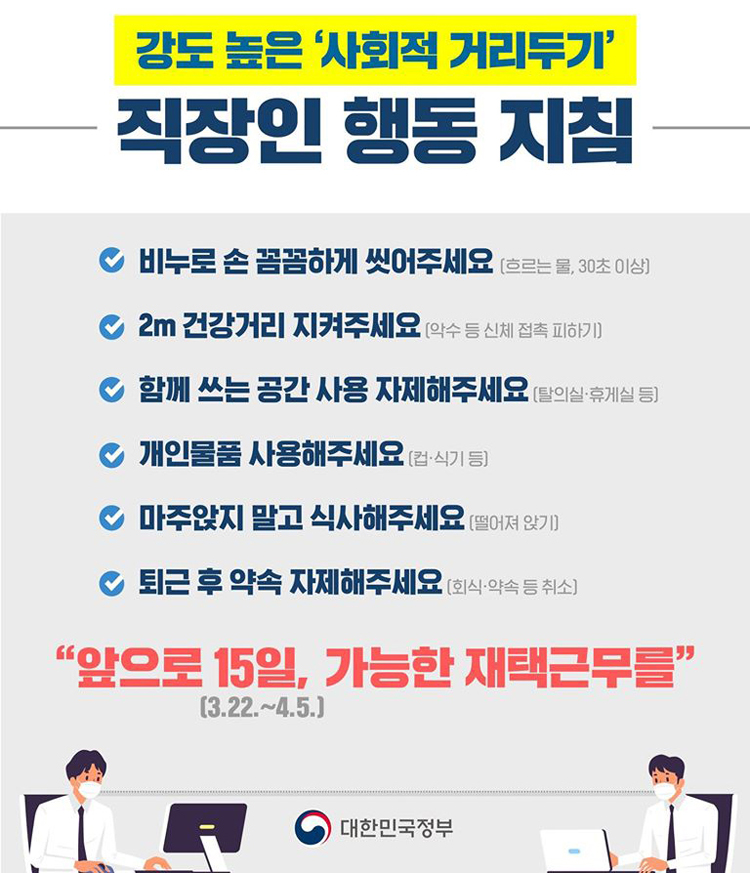 강도 높은 ‘사회적 거리두기’
직장인 행동 지침
비누로 손 꼼꼼하게 씻어주세요 (흐르는 물, 30초 이상)
2m 건강거리 지켜주세요 (악수 등 신체 접촉 피하기)
함께 쓰는 공간 사용 자제해주세요 (탈의실·휴게실 등)
개인물품 사용해주세요 (컵·식기 등)
마주앉지 말고 식사해주세요 (떨어져 앉기)
퇴근 후 약속 자제해주세요 (회식·약속 등 취소)
“앞으로 15일, 가능한 재택근무를”
(3.22.~4.5.)
대한민국정부